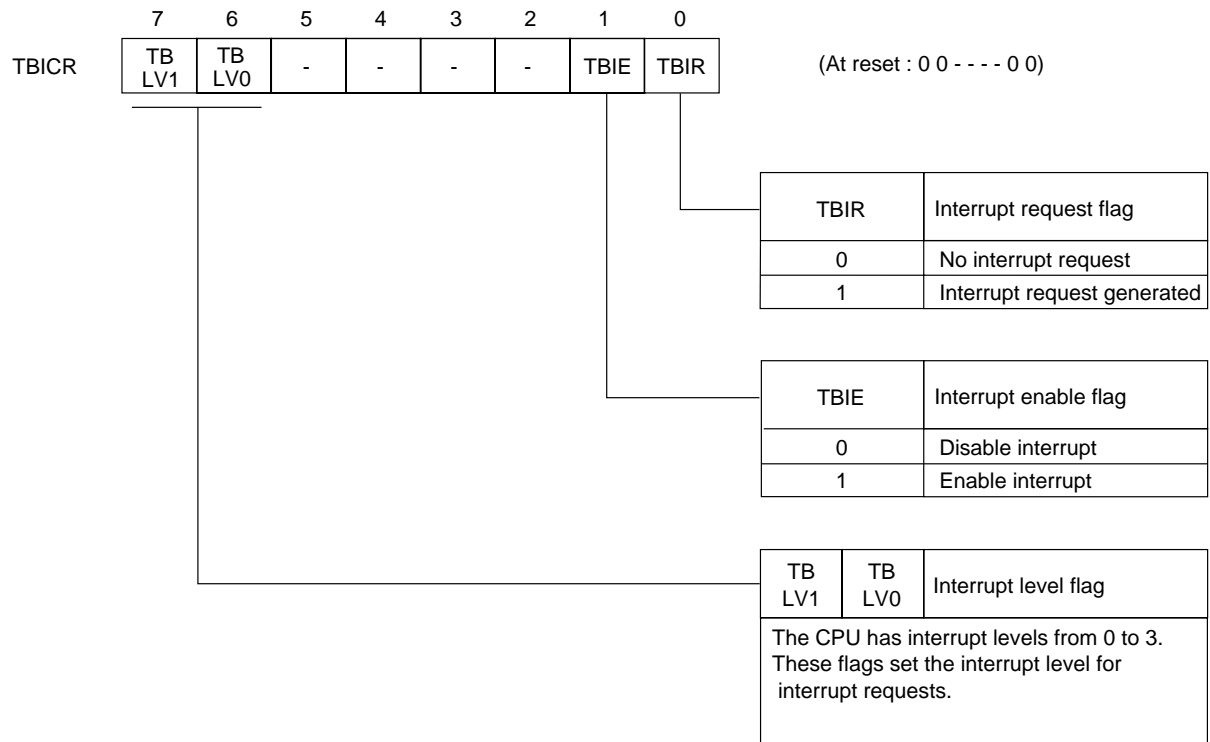 7 6 5 4 3 2 1 0
TBICR TB LV1 TB LV0 - - - - TBIE TBIR (At reset : 0 0 - - - - 0 0)
TBIR Interrupt request flag
0 No interrupt request
1 Interrupt request generated
TBIE Interrupt enable flag
0 Disable interrupt
1 Enable interrupt
TB LV1 TB LV0 Interrupt level flag
The CPU has interrupt levels from 0 to 3.
These flags set the interrupt level for
interrupt requests.